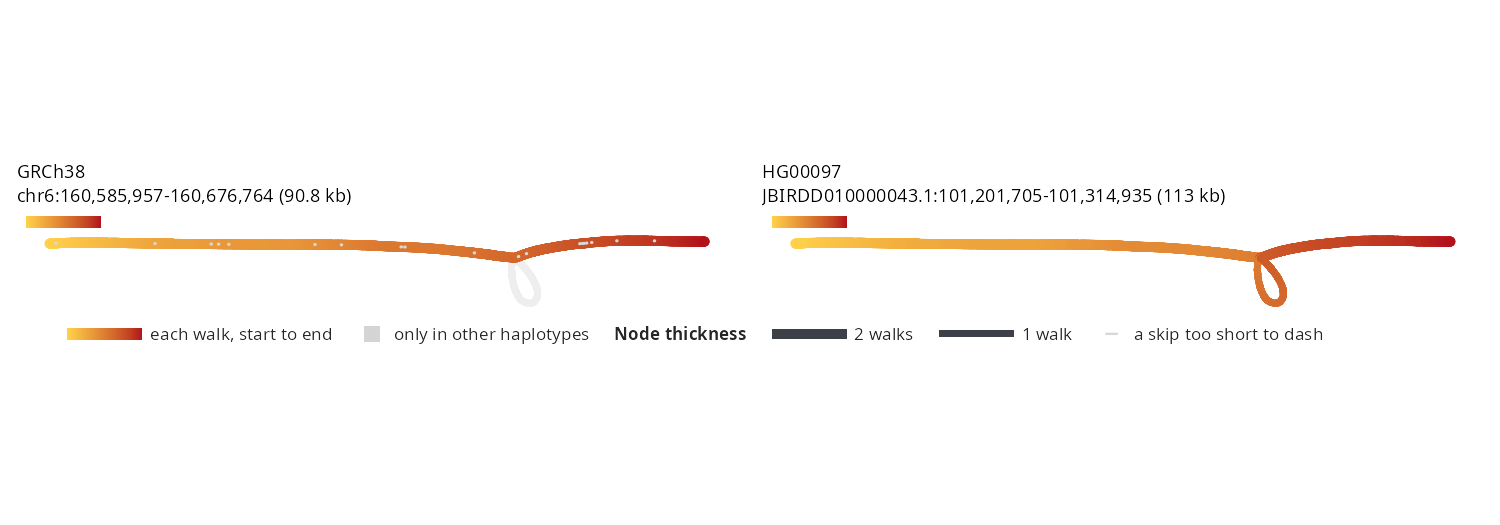 GRCh38
chr6:160,585,957-160,676,764 (90.8 kb)
HG00097
JBIRDD010000043.1:101,201,705-101,314,935 (113 kb)
each walk, start to end
only in other haplotypes
Node thickness
2 walks
1 walk
a skip too short to dash